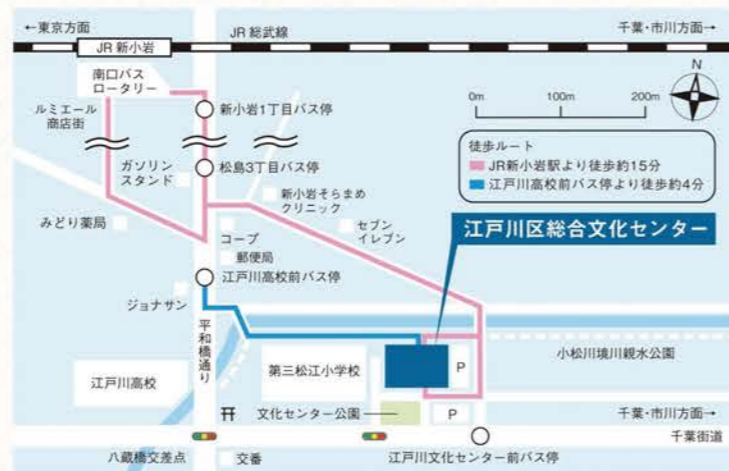 ←東京方面
千葉・市川方面→
JR 新小岩
JR 総武線
南口バス
ロータリー
N
0m
100m
200m
ルミエール
商店街
新小岩1丁目バス停
徒歩ルート
JR新小岩駅より徒歩約15分
江戸川高校前バス停より徒歩約4分
ガソリン
スタンド
松島3丁目バス停
新小岩そらまめ
クリニック
みどり薬局
コープ
セブン
イレブン
江戸川区総合文化センター
郵便局
江戸川高校前バス停
ジョナサン
平和橋通り
小松川境川親水公園
第三松江小学校
P
江戸川高校
文化センター公園
P
千葉・市川方面→
千葉街道
八蔵橋交差点
交番
江戸川文化センター前バス停